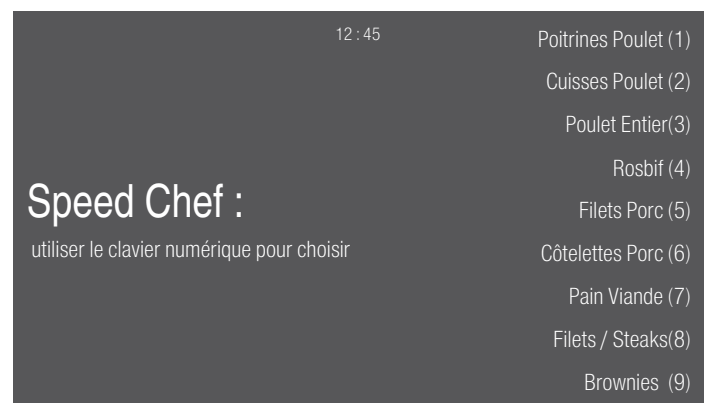 12 : 45
Speed Chef :
utiliser le clavier numérique pour choisir
Poitrines Poulet (1)
Cuisses Poulet (2)
Poulet Entier(3)
Rosbif (4)
Filets Porc (5)
Côtelettes Porc (6)
Pain Viande (7)
Filets / Steaks(8)
Brownies  (9)